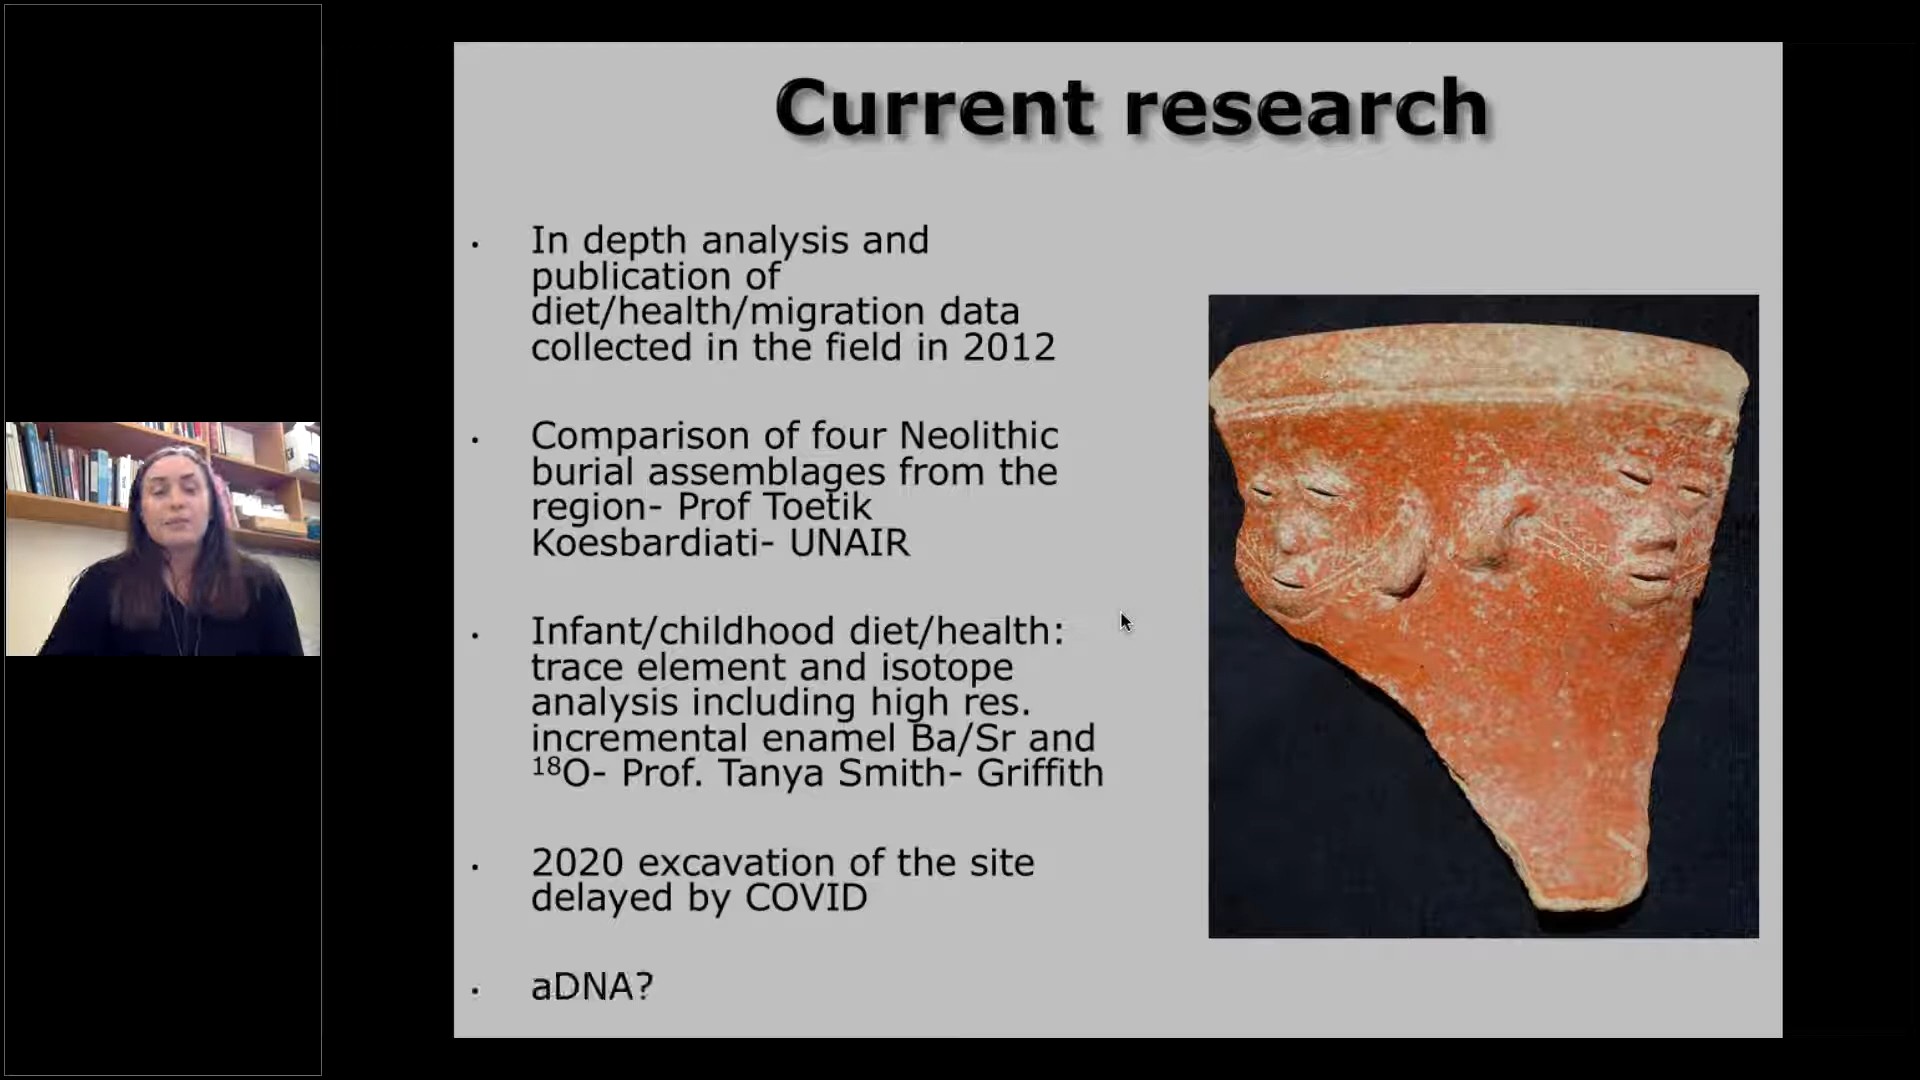 Current research
In depth analysis and
publication of
diet/health/migration data
collected in the field in 2012
Comparison of four Neolithic
burial assemblages from the
region- Prof Toetik
Koesbardiati- UNAIR
Infant/childhood diet/health:
trace element and isotope
analysis including high res.
incremental enamel Ba/Sr and
¹⁸O- Prof. Tanya Smith- Griffith
2020 excavation of the site
delayed by COVID
aDNA?